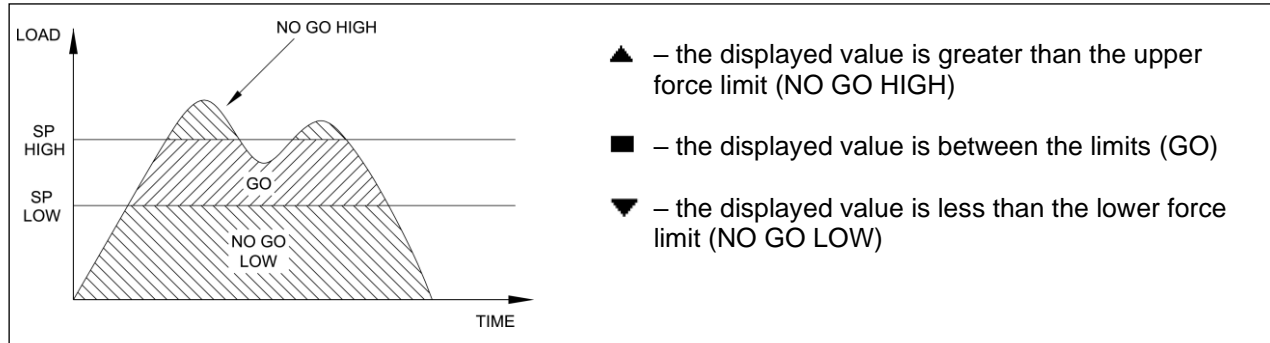 LOAD
NO GO HIGH
SP
HIGH
GO
SP
LOW
NO GO
LOW
TIME
▲ – the displayed value is greater than the upper
force limit (NO GO HIGH)
■ – the displayed value is between the limits (GO)
▼ – the displayed value is less than the lower force
limit (NO GO LOW)